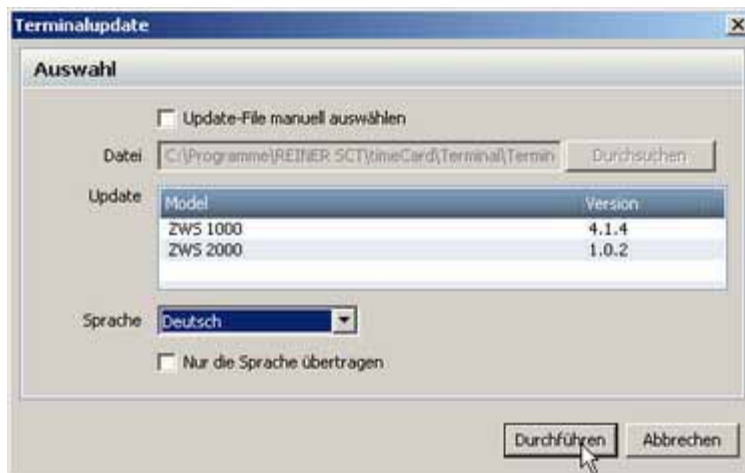 Terminalupdate
Auswahl
Update-File manuell auswählen
Datei C:\Programme\REINER SCT\timeCard\Terminal\Termin Durchsuchen
Update Model Version
ZWS 1000 4.1.4
ZWS 2000 1.0.2
Sprache Deutsch
Nur die Sprache übertragen
Durchführen Abbrechen